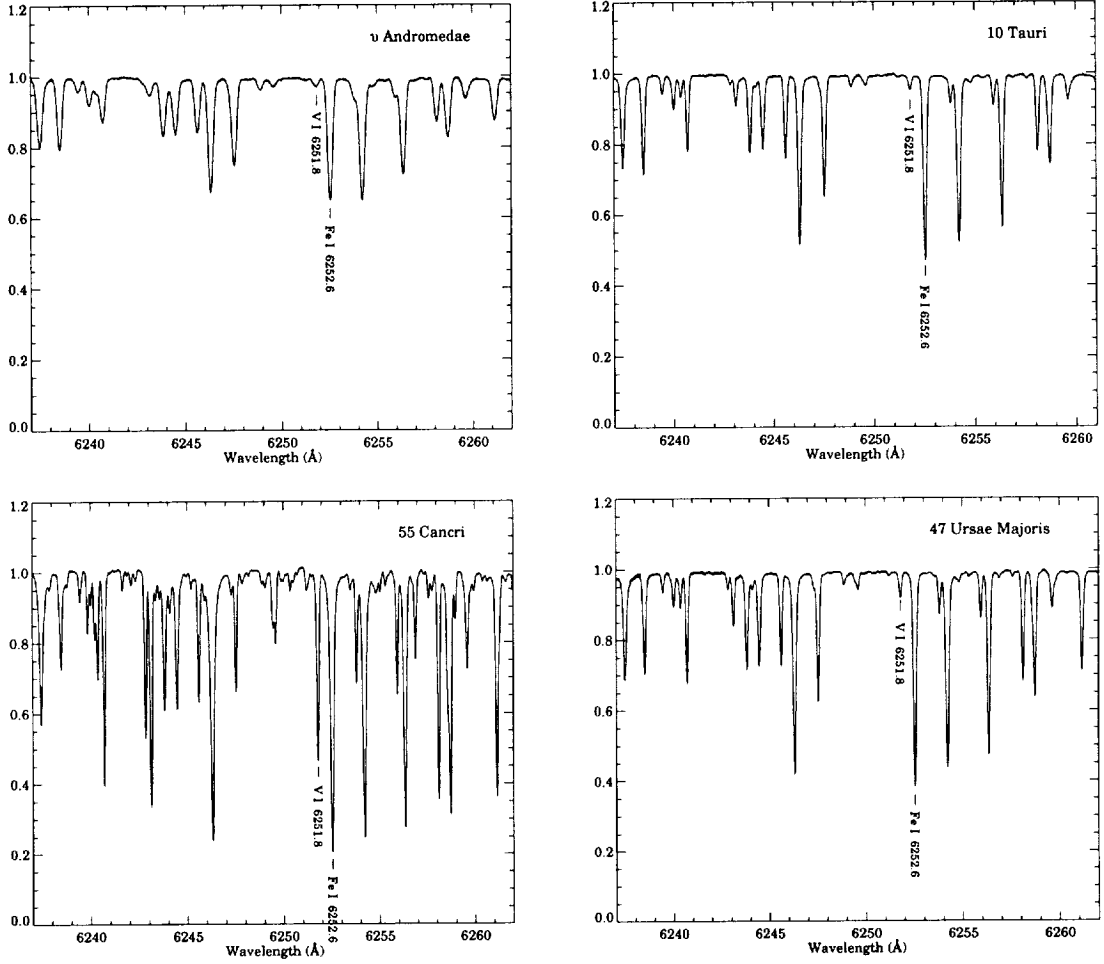 υ Andromedae
1.2
1.0
0.8
0.6
0.4
0.2
0.0
V I 6251.8
Fe I 6252.6
6240 6245 6250 6255 6260
Wavelength (Å)
10 Tauri
1.2
1.0
0.8
0.6
0.4
0.2
0.0
V I 6251.8
Fe I 6252.6
6240 6245 6250 6255 6260
Wavelength (Å)
55 Cancri
1.2
1.0
0.8
0.6
0.4
0.2
0.0
V I 6251.8
Fe I 6252.6
6240 6245 6250 6255 6260
Wavelength (Å)
47 Ursae Majoris
1.2
1.0
0.8
0.6
0.4
0.2
0.0
V I 6251.8
Fe I 6252.6
6240 6245 6250 6255 6260
Wavelength (Å)